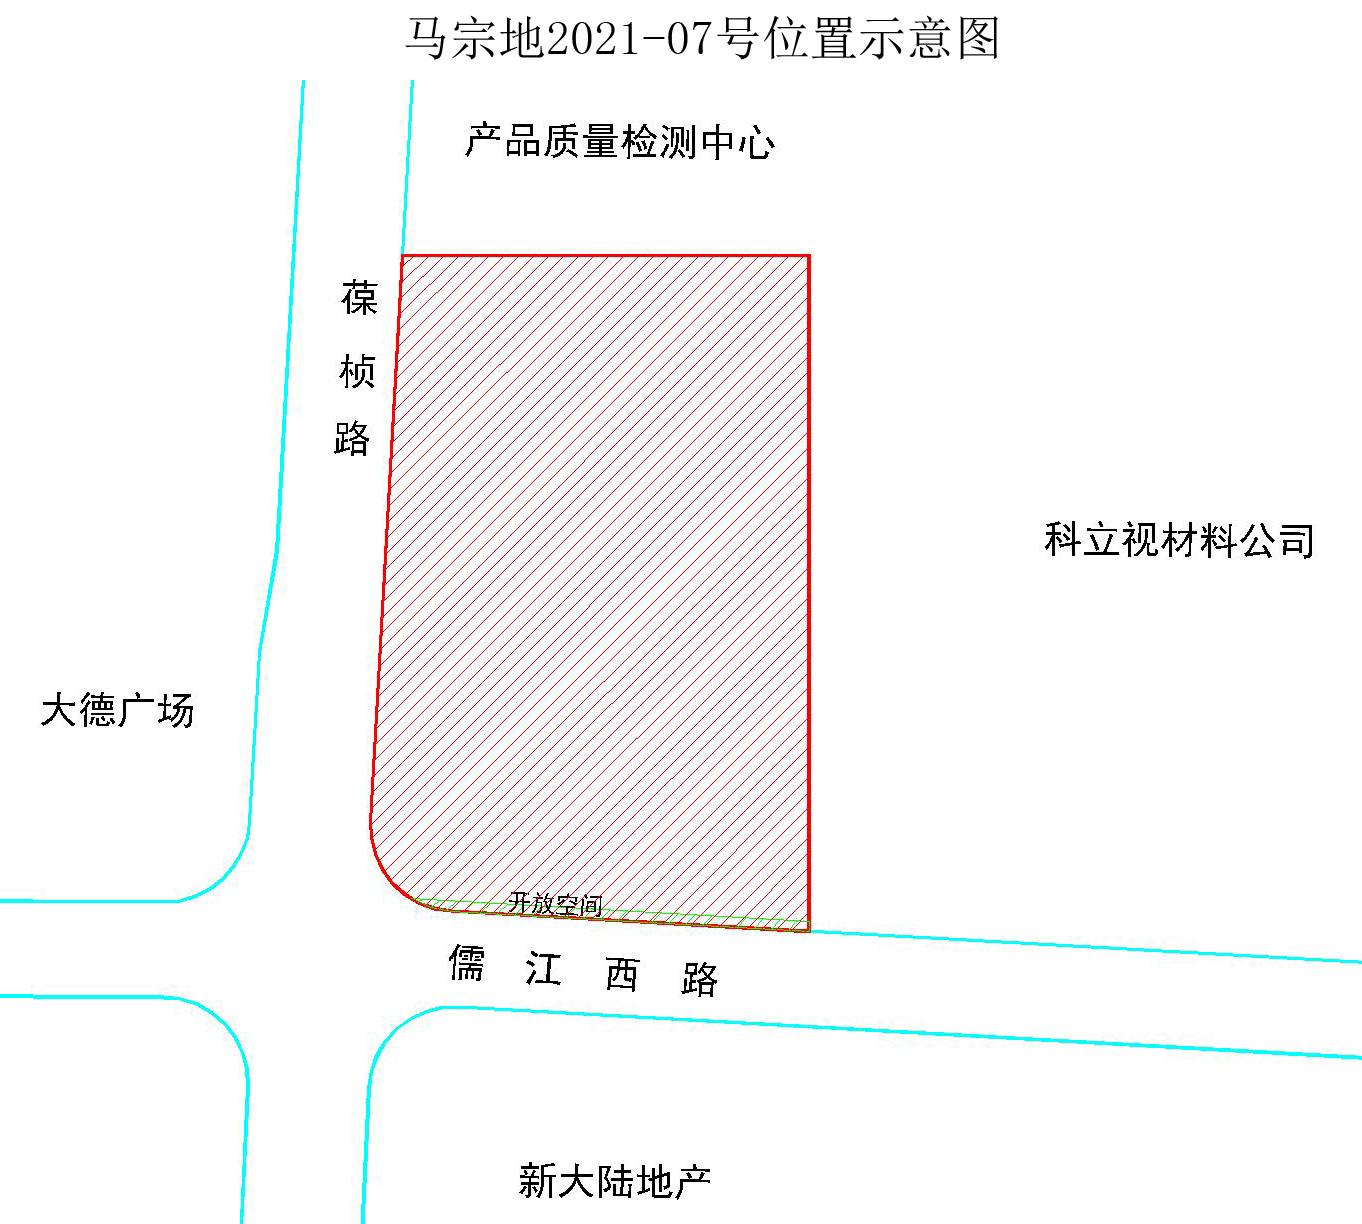 马宗地2021-07号位置示意图
产品质量检测中心
葆桢路
科立视材料公司
大德广场
开放空间
儒江西路
新大陆地产